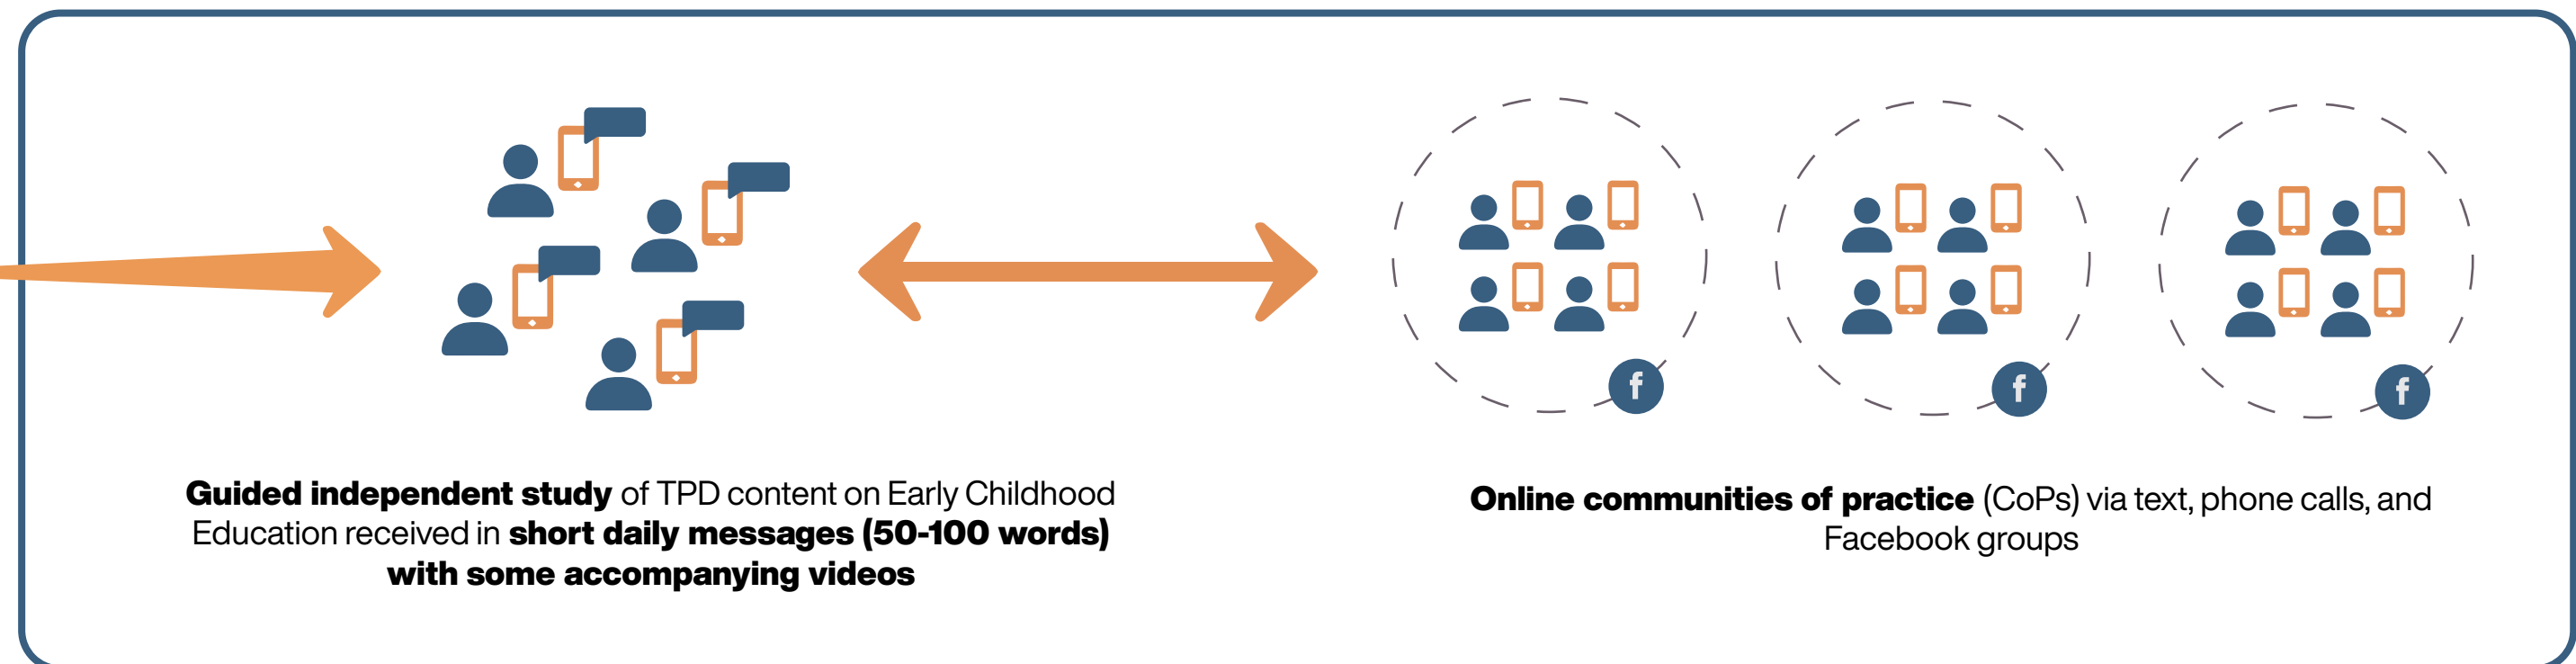 Guided independent study of TPD content on Early Childhood
Education received in short daily messages (50-100 words)
with some accompanying videos
Online communities of practice (CoPs) via text, phone calls, and
Facebook groups
f
f
f